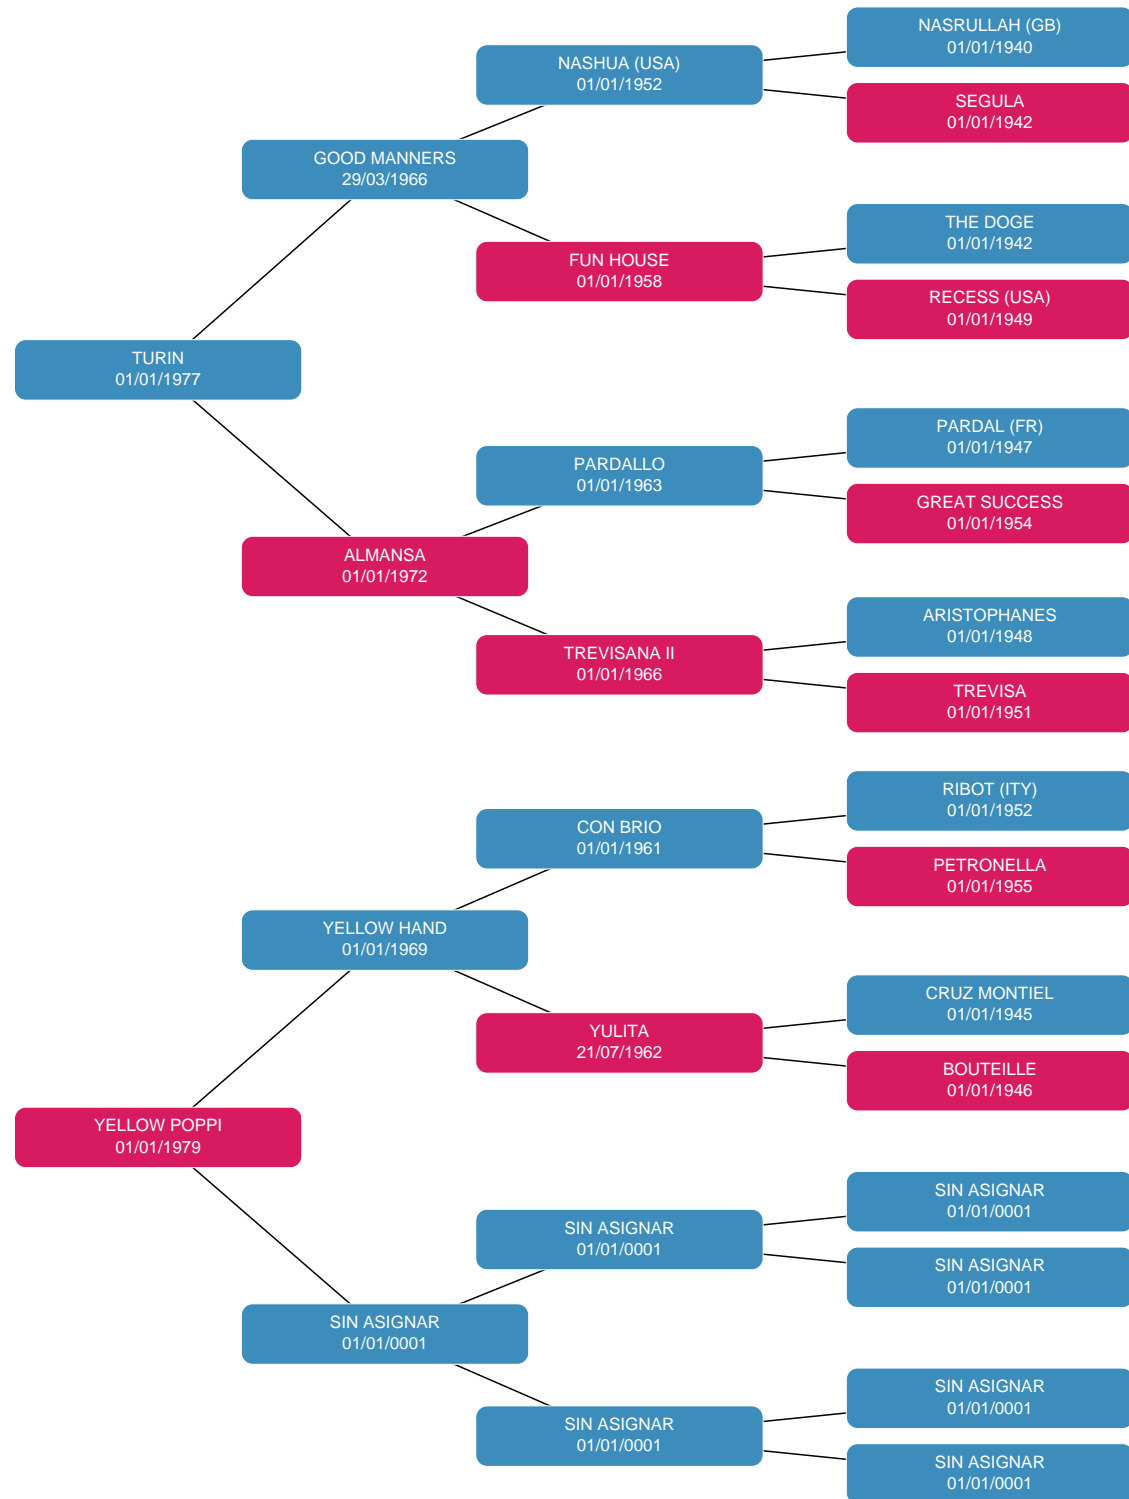 NASRULLAH (GB)
01/01/1940
NASHUA (USA)
01/01/1952
SEGULA
01/01/1942
GOOD MANNERS
29/03/1966
THE DOGE
01/01/1942
FUN HOUSE
01/01/1958
RECESS (USA)
01/01/1949
TURIN
01/01/1977
PARDAL (FR)
01/01/1947
PARDALLO
01/01/1963
GREAT SUCCESS
01/01/1954
ALMANSA
01/01/1972
ARISTOPHANES
01/01/1948
TREVISANA II
01/01/1966
TREVISA
01/01/1951
RIBOT (ITY)
01/01/1952
CON BRIO
01/01/1961
PETRONELLA
01/01/1955
YELLOW HAND
01/01/1969
CRUZ MONTIEL
01/01/1945
YULITA
21/07/1962
BOUTEILLE
01/01/1946
YELLOW POPPI
01/01/1979
SIN ASIGNAR
01/01/0001
SIN ASIGNAR
01/01/0001
SIN ASIGNAR
01/01/0001
SIN ASIGNAR
01/01/0001
SIN ASIGNAR
01/01/0001
SIN ASIGNAR
01/01/0001
SIN ASIGNAR
01/01/0001